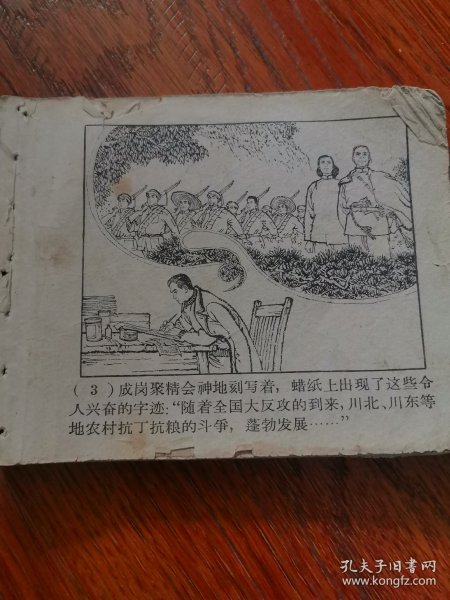 (3)成岗聚精会神地刻写着，蜡纸上出现了这些令
人兴奋的字迹：“随着全国大反攻的到来，川北、川东等
地农村抗丁抗粮的斗争，蓬勃发展……”
孔夫子旧书网
www.kongfz.com